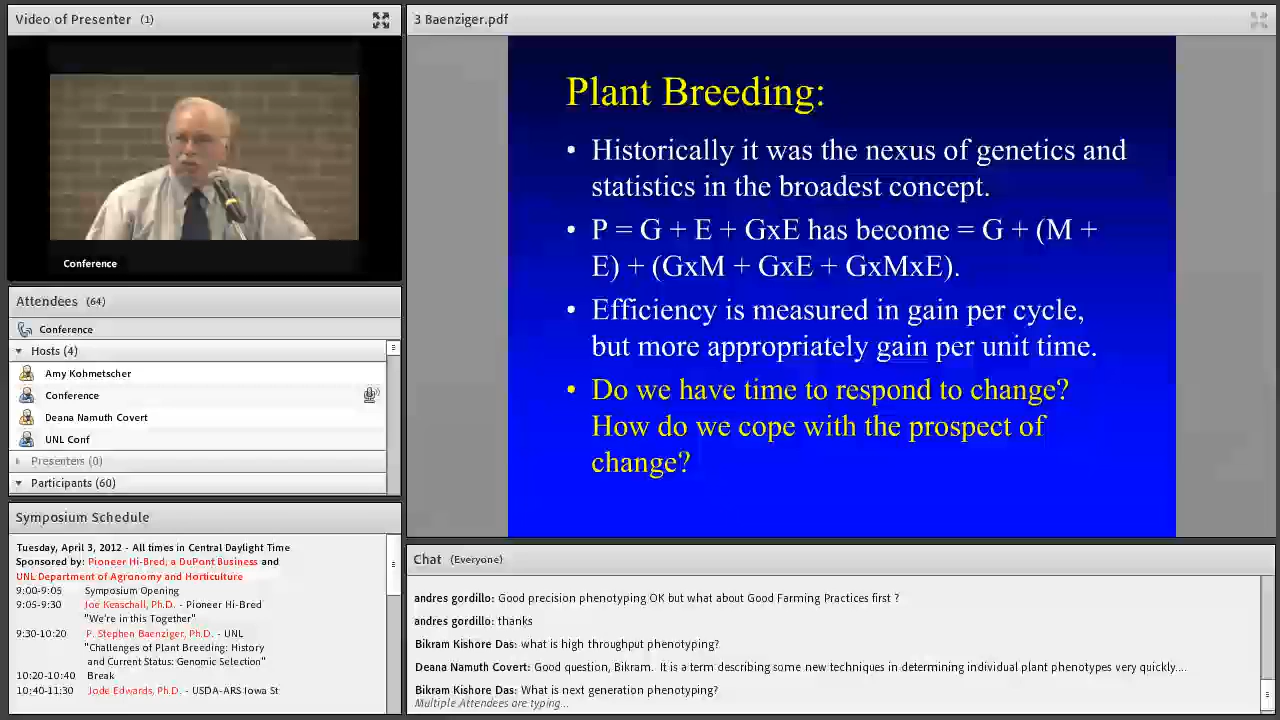 Video of Presenter (1)
Conference
Attendees (64)
Conference
Hosts (4)
Amy Kohmetscher
Conference
Deana Namuth Covert
UNL Conf
Presenters (0)
Participants (60)
Symposium Schedule
Tuesday, April 3, 2012 - All times in Central Daylight Time
Sponsored by: Pioneer Hi-Bred, a DuPont Business and
UNL Department of Agronomy and Horticulture
9:00-9:05 Symposium Opening
9:05-9:30 Joe Keaschall, Ph.D. - Pioneer Hi-Bred
"We're in this Together"
9:30-10:20 P. Stephen Baenziger, Ph.D. - UNL
"Challenges of Plant Breeding: History
and Current Status: Genomic Selection"
10:20-10:40 Break
10:40-11:30 Jode Edwards, Ph.D. - USDA-ARS Iowa St
3 Baenziger.pdf
Plant Breeding:
• Historically it was the nexus of genetics and
statistics in the broadest concept.
• P = G + E + GxE has become = G + (M +
E) + (GxM + GxE + GxMxE).
• Efficiency is measured in gain per cycle,
but more appropriately gain per unit time.
• Do we have time to respond to change?
How do we cope with the prospect of
change?
Chat (Everyone)
andres gordillo: Good precision phenotyping OK but what about Good Farming Practices first ?
andres gordillo: thanks
Bikram Kishore Das: what is high throughput phenotyping?
Deana Namuth Covert: Good question, Bikram. It is a term describing some new techniques in determining individual plant phenotypes very quickly....
Bikram Kishore Das: What is next generation phenotyping?
Multiple Attendees are typing...